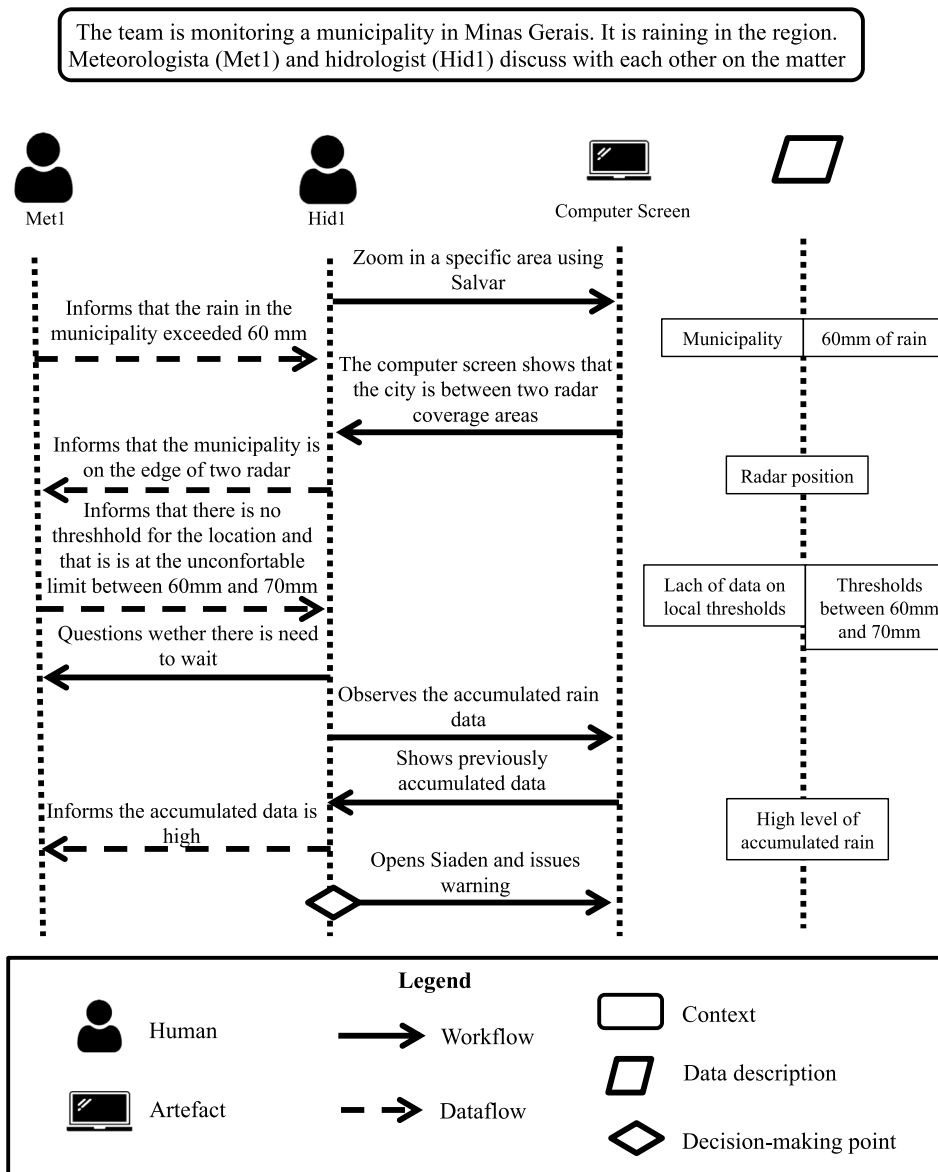 The team is monitoring a municipality in Minas Gerais. It is raining in the region.
Meteorologista (Met1) and hidrologist (Hid1) discuss with each other on the matter
Met1
Hid1
Computer Screen
Zoom in a specific area using
Salvar
Informs that the rain in the
municipality exceeded 60 mm
Municipality
60mm of rain
The computer screen shows that
the city is between two radar
coverage areas
Informs that the municipality is
on the edge of two radar
Radar position
Informs that there is no
threshhold for the location and
that is is at the unconfortable
limit between 60mm and 70mm
Lach of data on
local thresholds
Thresholds
between 60mm
and 70mm
Questions wether there is need
to wait
Observes the accumulated rain
data
Shows previously
accumulated data
Informs the accumulated data is
high
High level of
accumulated rain
Opens Siaden and issues
warning
Legend
Human
Workflow
Context
Artefact
Dataflow
Data description
Decision-making point